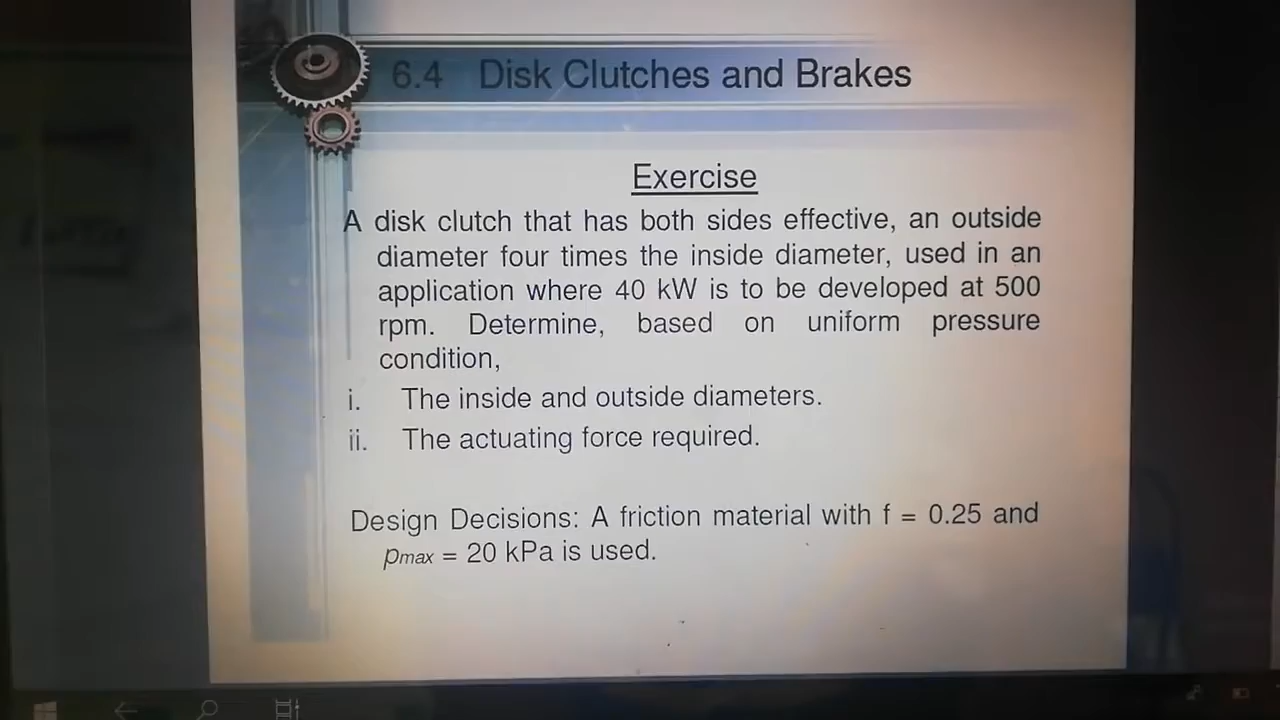 6.4 Disk Clutches and Brakes
Exercise
A disk clutch that has both sides effective, an outside
diameter four times the inside diameter, used in an
application where 40 kW is to be developed at 500
rpm. Determine, based on uniform pressure
condition,
i. The inside and outside diameters.
ii. The actuating force required.
Design Decisions: A friction material with f = 0.25 and
pmax = 20 kPa is used.